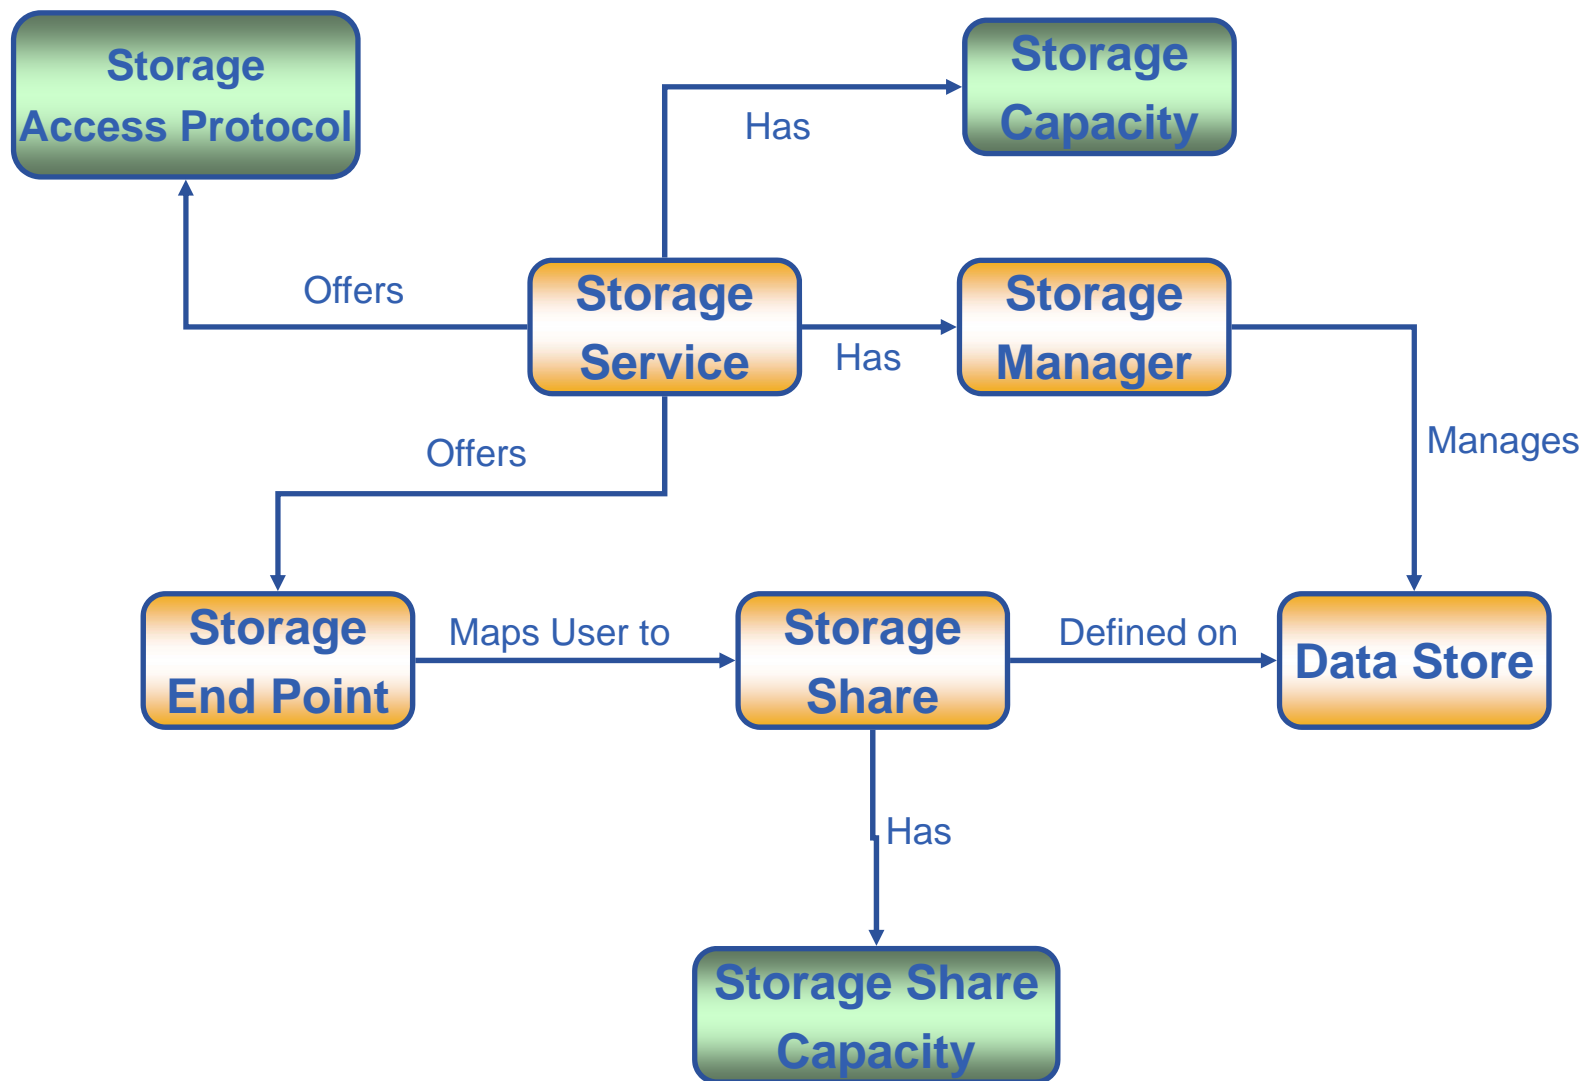 Storage
Access Protocol
Storage
Capacity
Has
Offers
Storage
Service
Has
Storage
Manager
Offers
Manages
Storage
End Point
Maps User to
Storage
Share
Defined on
Data Store
Has
Storage Share
Capacity